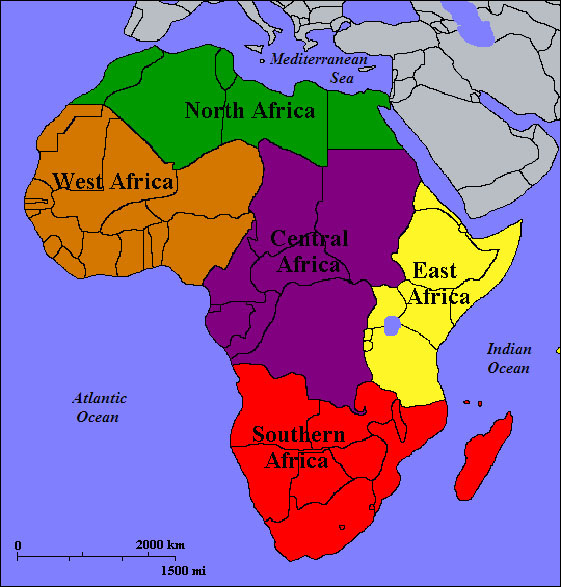 Mediterranean
Sea
North Africa
West Africa
Central
Africa
East
Africa
Indian
Ocean
Atlantic
Ocean
Southern
Africa
0
2000 km
1500 mi